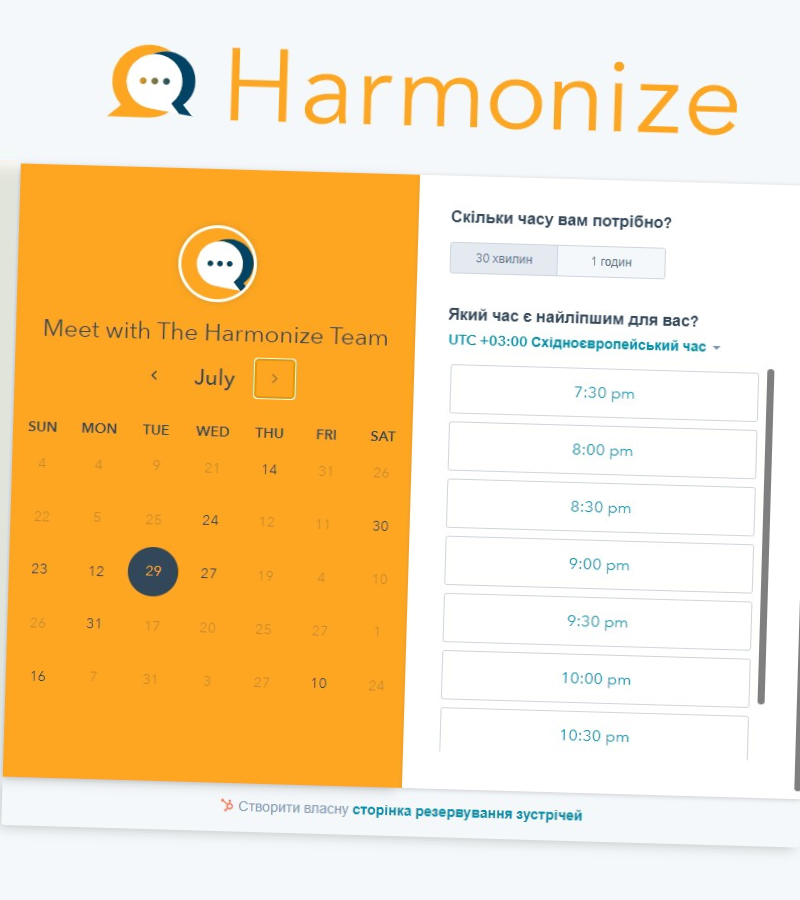 Harmonize
Meet with The Harmonize Team
July
SUN MON TUE WED THU FRI SAT
4 4 9 21 14 31 26
22 5 25 24 12 11 30
23 12 29 27 19 4 10
26 31 17 20 25 27 1
16 7 31 3 27 10 24
Скільки часу вам потрібно?
30 хвилин 1 годин
Який час є найліпшим для вас?
UTC +03:00 Східноєвропейський час
7:30 pm
8:00 pm
8:30 pm
9:00 pm
9:30 pm
10:00 pm
10:30 pm
Створити власну сторінка резервування зустрічей